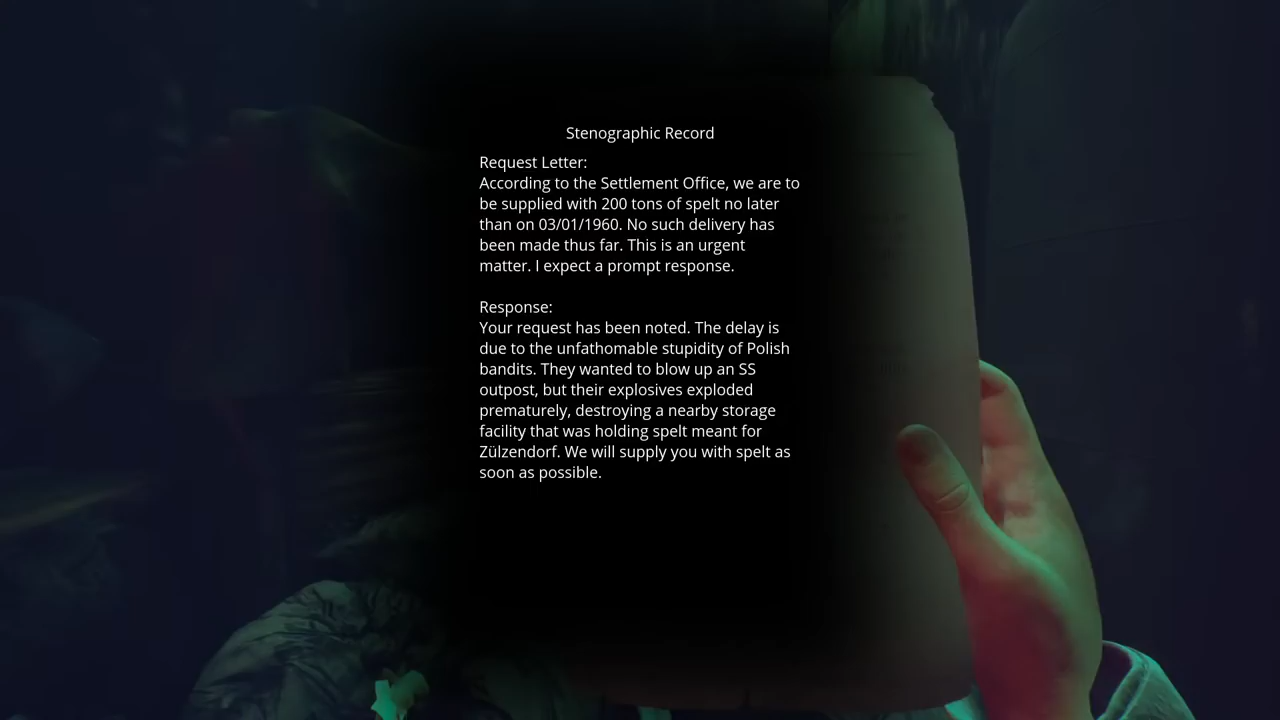 Stenographic Record
Request Letter:
According to the Settlement Office, we are to
be supplied with 200 tons of spelt no later
than on 03/01/1960. No such delivery has
been made thus far. This is an urgent
matter. I expect a prompt response.
Response:
Your request has been noted. The delay is
due to the unfathomable stupidity of Polish
bandits. They wanted to blow up an SS
outpost, but their explosives exploded
prematurely, destroying a nearby storage
facility that was holding spelt meant for
Zülzendorf. We will supply you with spelt as
soon as possible.